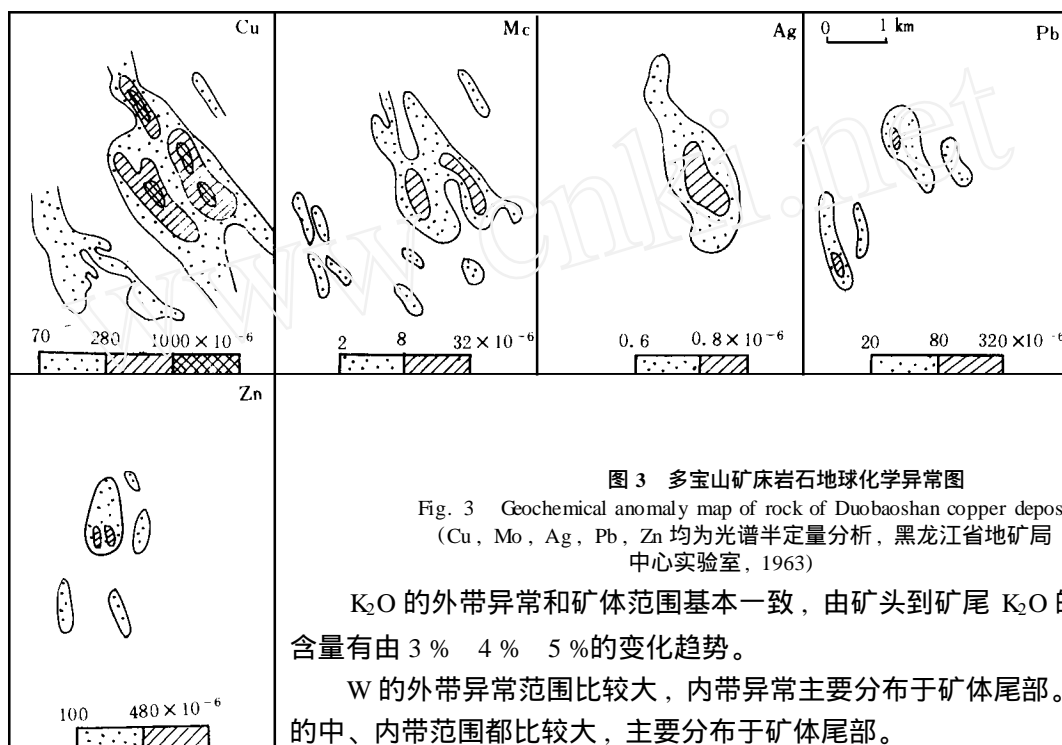 Cu
Mc
Ag
0 1 km
Pb
70 280 1000 × 10⁻⁶
2 8 32 × 10⁻⁶
0.6 0.8 × 10⁻⁶
20 80 320 × 10⁻⁶
Zn
100 480 × 10⁻⁶
www.cnki.net
图 3 多宝山矿床岩石地球化学异常图
Fig. 3 Geochemical anomaly map of rock of Duobaoshan copper depos
(Cu, Mo, Ag, Pb, Zn 均为光谱半定量分析, 黑龙江省地矿局
中心实验室, 1963)
K₂O 的外带异常和矿体范围基本一致, 由矿头到矿尾 K₂O 的
含量有由 3 % 4 % 5 %的变化趋势。
W 的外带异常范围比较大, 内带异常主要分布于矿体尾部。
的中、内带范围都比较大, 主要分布于矿体尾部。